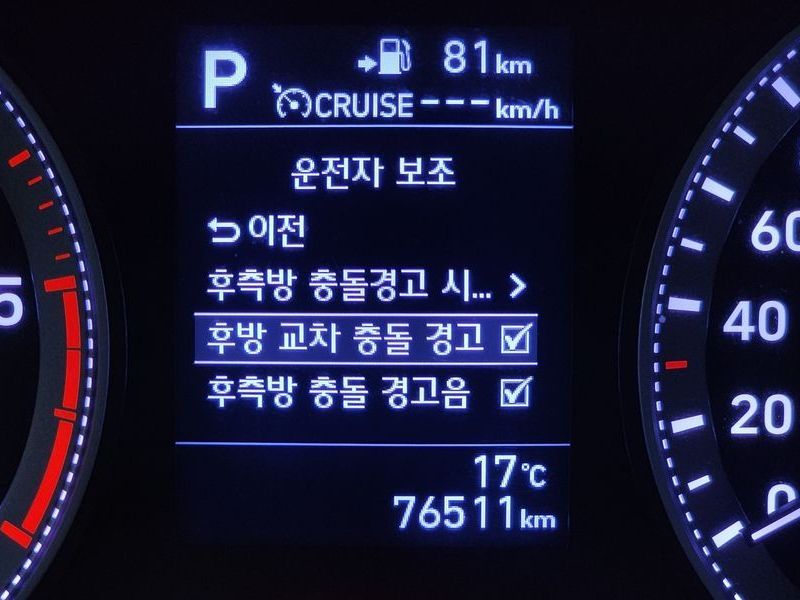 P
81km
CRUISE ---km/h
운전자 보조
이전
후측방 충돌경고 시... >
후방 교차 충돌 경고
후측방 충돌 경고음
17℃
76511km
5
60
40
20
0